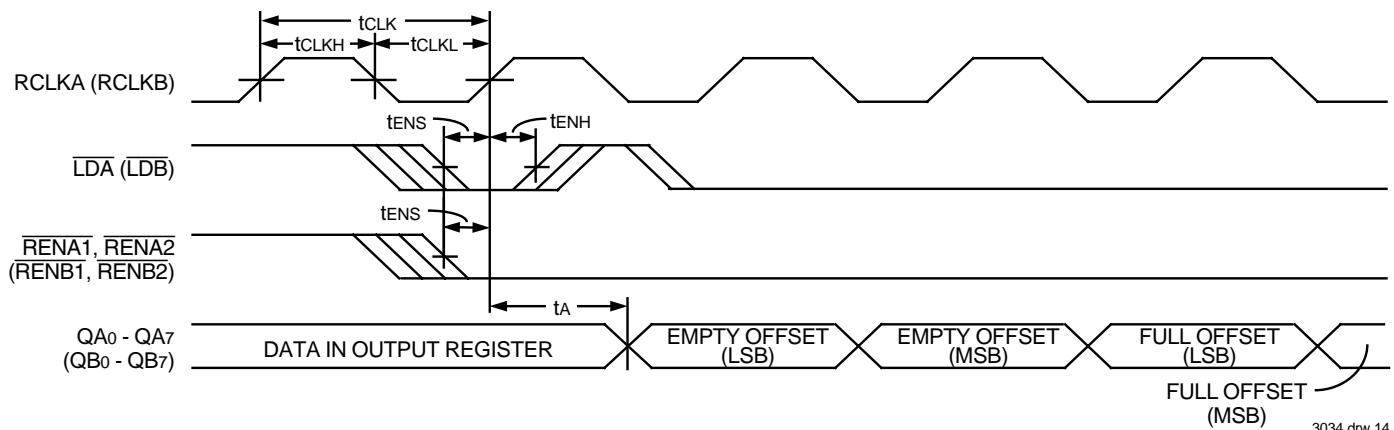 tCLK
tCLKH tCLKL
RCLKA (RCLKB)
tENS tENH
LDA (LDB)
tENS
RENA1, RENA2
(RENB1, RENB2)
tA
QA0 - QA7
(QB0 - QB7)
DATA IN OUTPUT REGISTER
EMPTY OFFSET
(LSB)
EMPTY OFFSET
(MSB)
FULL OFFSET
(LSB)
FULL OFFSET
(MSB)
3034 drw 14